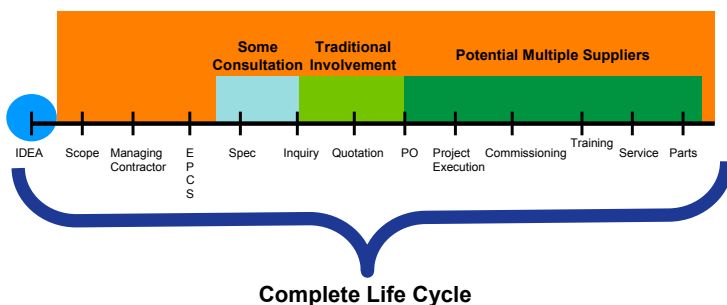 Some
Consultation
Traditional
Involvement
Potential Multiple Suppliers
IDEA
Scope
Managing
Contractor
E
P
C
S
Spec
Inquiry
Quotation
PO
Project
Execution
Commissioning
Training
Service
Parts
Complete Life Cycle